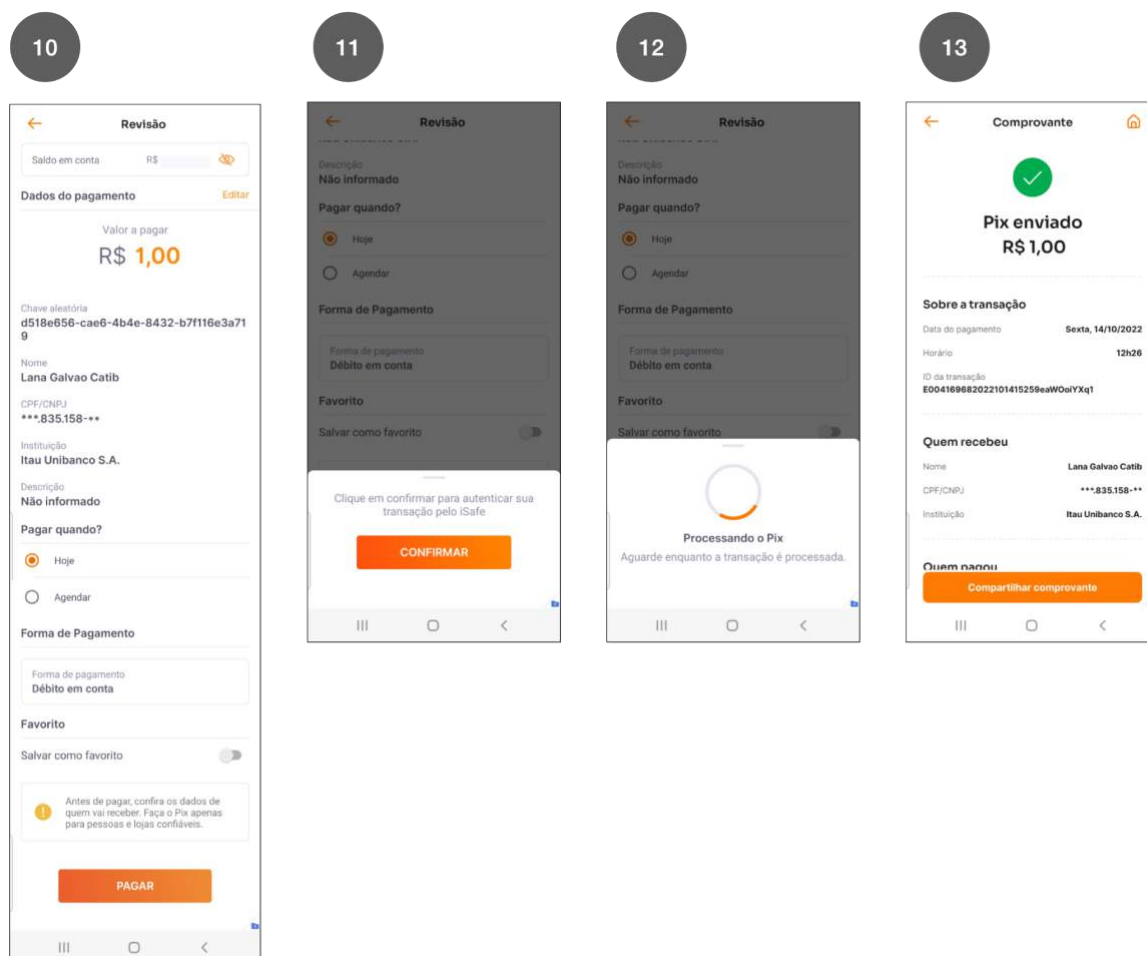 10
11
12
13
Revisão
Saldo em conta R$
Dados do pagamento Editar
Valor a pagar
R$ 1,00
Chave aleatória
d518e656-cae6-4b4e-8432-b7f116e3a71
9
Nome
Lana Galvao Catib
CPF/CNPJ
***.835.158-**
Instituição
Itau Unibanco S.A.
Descrição
Não informado
Pagar quando?
Hoje
Agendar
Forma de Pagamento
Forma de pagamento
Débito em conta
Favorito
Salvar como favorito
Antes de pagar, confira os dados de
quem vai receber. Faça o Pix apenas
para pessoas e lojas confiáveis.
PAGAR
Revisão
Descrição
Não informado
Pagar quando?
Hoje
Agendar
Forma de Pagamento
Forma de pagamento
Débito em conta
Favorito
Salvar como favorito
Clique em confirmar para autenticar sua
transação pelo iSafe
CONFIRMAR
Revisão
Descrição
Não informado
Pagar quando?
Hoje
Agendar
Forma de Pagamento
Forma de pagamento
Débito em conta
Favorito
Salvar como favorito
Processando o Pix
Aguarde enquanto a transação é processada.
Comprovante
Pix enviado
R$ 1,00
Sobre a transação
Data do pagamento Sexta, 14/10/2022
Horário 12h26
ID da transação
E004169682022101415259eaWOoiYXq1
Quem recebeu
Nome Lana Galvao Catib
CPF/CNPJ ***.835.158-**
Instituição Itau Unibanco S.A.
Quem pagou
Compartilhar comprovante